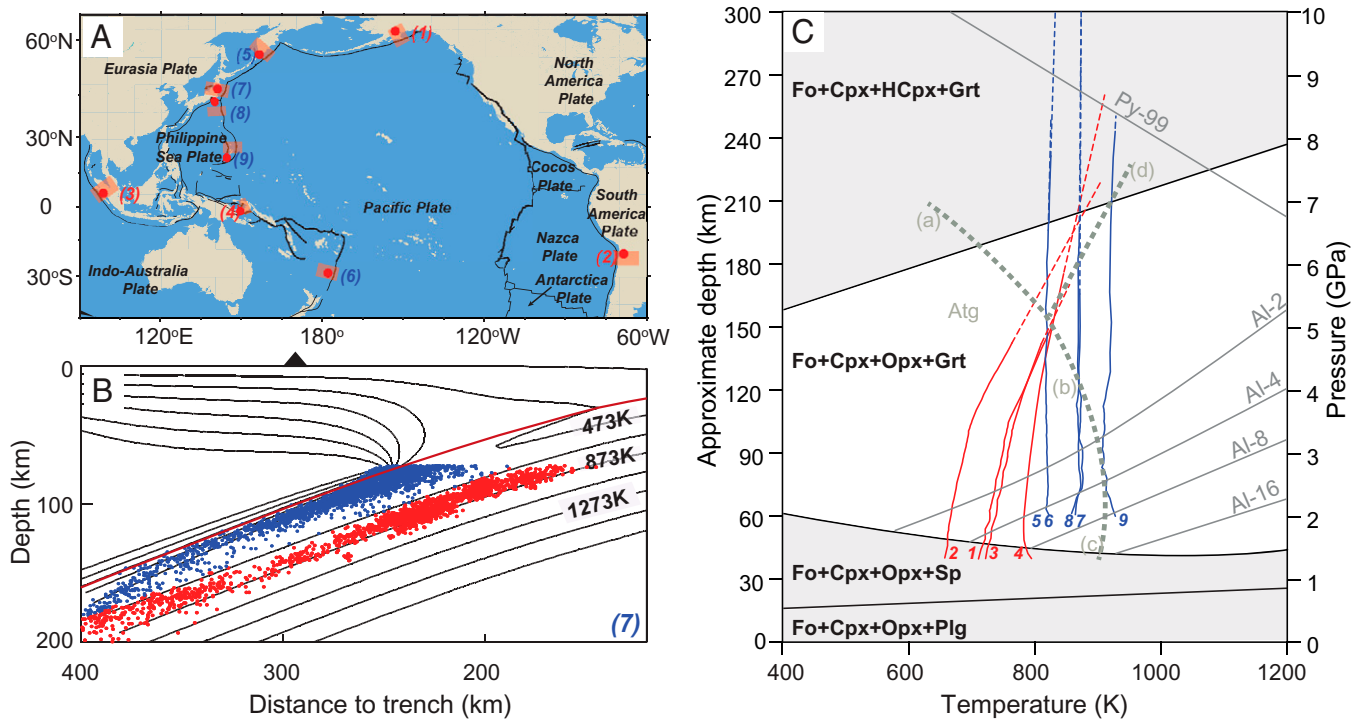 A
60°N
30°N
0
30°S
120°E
180°
120°W
60°W
(1)
(5)
Eurasia Plate
North
America
Plate
(7)
(8)
Philippine
Sea Plate
(9)
(3)
(4)
Pacific Plate
Cocos
Plate
South
America
Plate
(2)
Nazca
Plate
Indo-Australia
Plate
(6)
Antarctica
Plate
B
0
100
200
Depth (km)
473K
873K
1273K
(7)
400
300
200
Distance to trench (km)
C
300
270
240
210
180
150
120
90
60
30
0
Approximate depth (km)
10
9
8
7
6
5
4
3
2
1
0
Pressure (GPa)
Fo+Cpx+HCpx+Grt
Py-99
(d)
(a)
Atg
Al-2
Fo+Cpx+Opx+Grt
(b)
Al-4
Al-8
Al-16
5 6 8 7 9
(c)
2 1 3 4
Fo+Cpx+Opx+Sp
Fo+Cpx+Opx+Plg
400
600
800
1000
1200
Temperature (K)